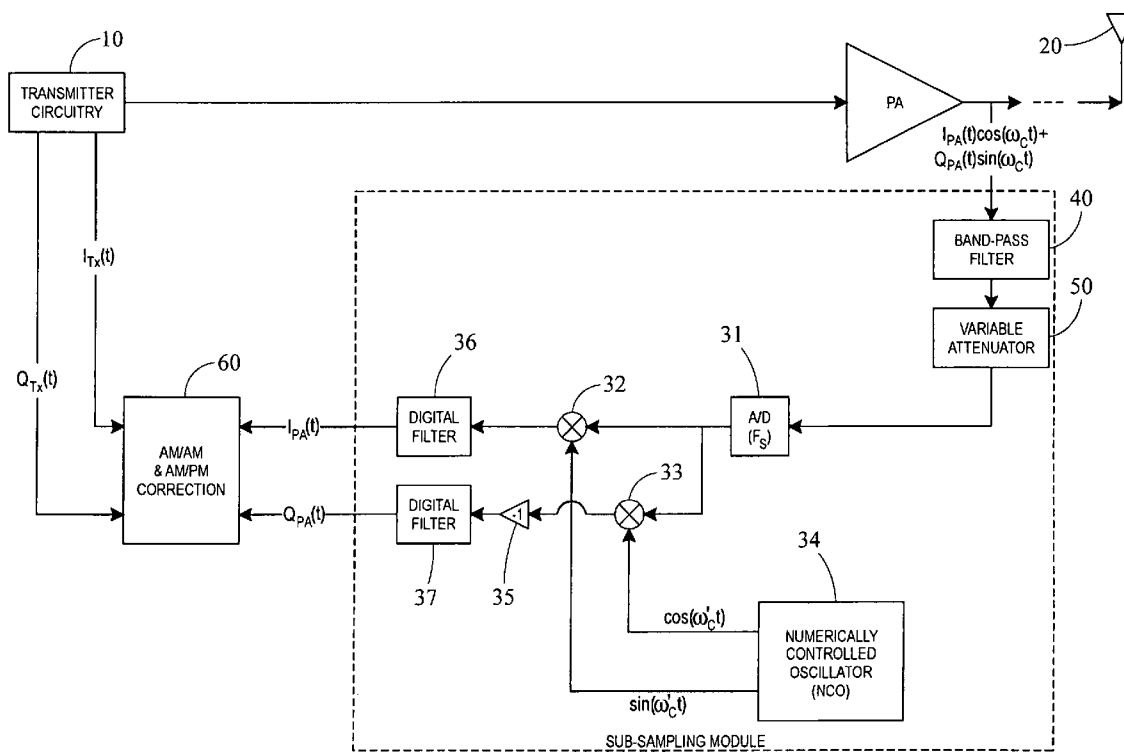 10
TRANSMITTER
CIRCUITRY
PA
20
I_PA(t)cos(ω_C t)+
Q_PA(t)sin(ω_C t)
40
BAND-PASS
FILTER
50
VARIABLE
ATTENUATOR
I_Tx(t)
Q_Tx(t)
60
AM/AM
& AM/PM
CORRECTION
I_PA(t)
Q_PA(t)
36
DIGITAL
FILTER
32
31
A/D
(F_S)
33
DIGITAL
FILTER
37
-1
35
34
NUMERICALLY
CONTROLLED
OSCILLATOR
(NCO)
cos(ω'_C t)
sin(ω'_C t)
SUB-SAMPLING MODULE